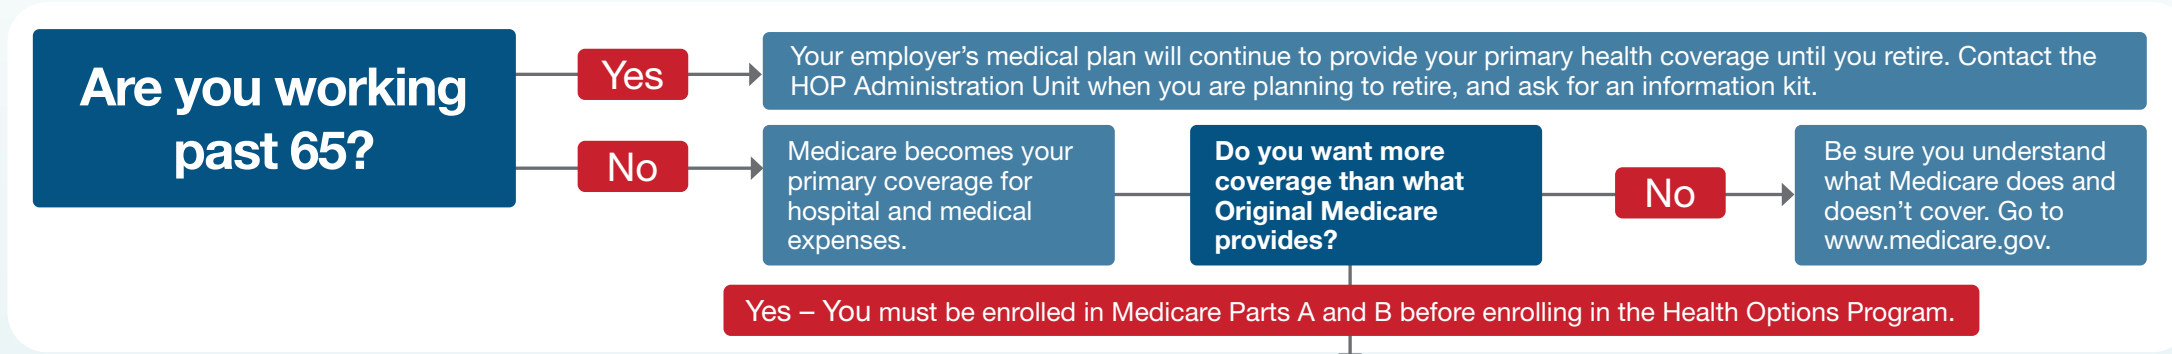 Are you working
past 65?
Yes
Your employer’s medical plan will continue to provide your primary health coverage until you retire. Contact the
HOP Administration Unit when you are planning to retire, and ask for an information kit.
No
Medicare becomes your
primary coverage for
hospital and medical
expenses.
Do you want more
coverage than what
Original Medicare
provides?
No
Be sure you understand
what Medicare does and
doesn’t cover. Go to
www.medicare.gov.
Yes – You must be enrolled in Medicare Parts A and B before enrolling in the Health Options Program.